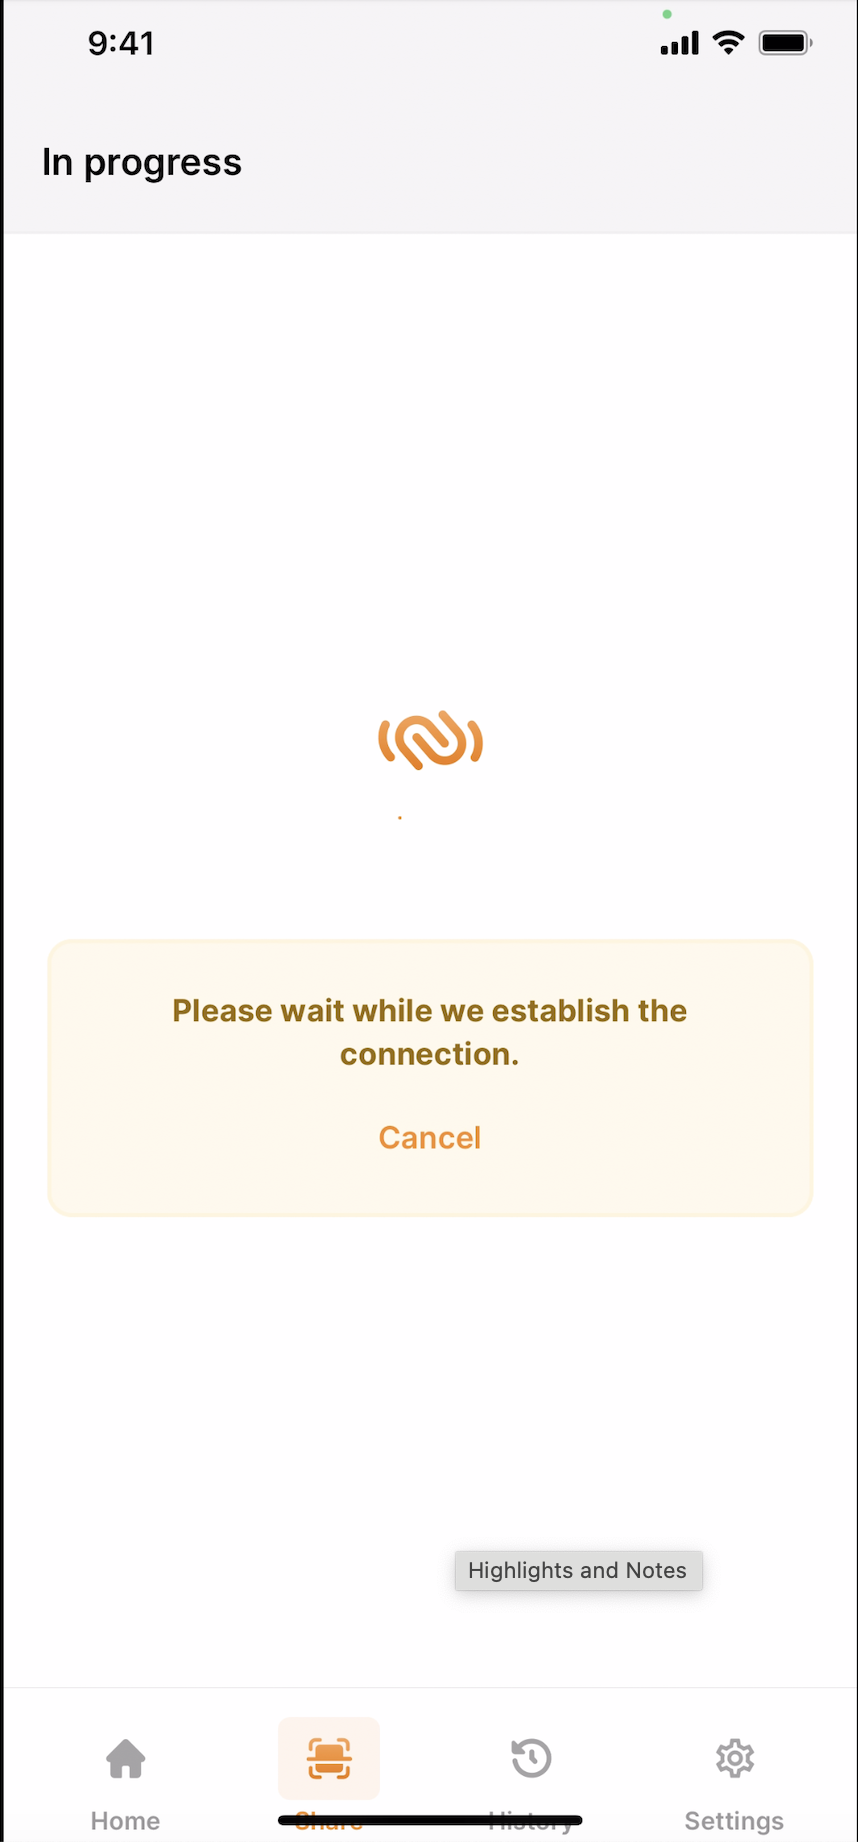 9:41
In progress
Please wait while we establish the
connection.
Cancel
Highlights and Notes
Home
Share
History
Settings